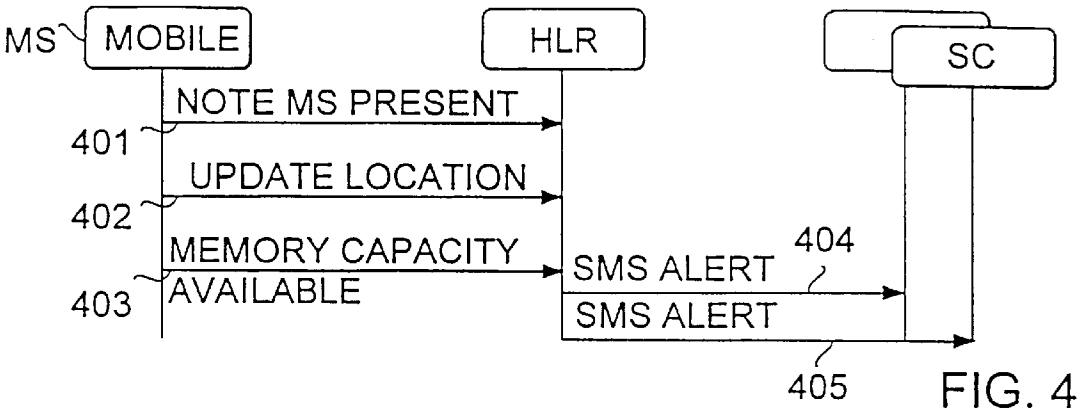 MS MOBILE HLR SC
NOTE MS PRESENT
401
UPDATE LOCATION
402
MEMORY CAPACITY
AVAILABLE
403
SMS ALERT
404
SMS ALERT
405
FIG. 4